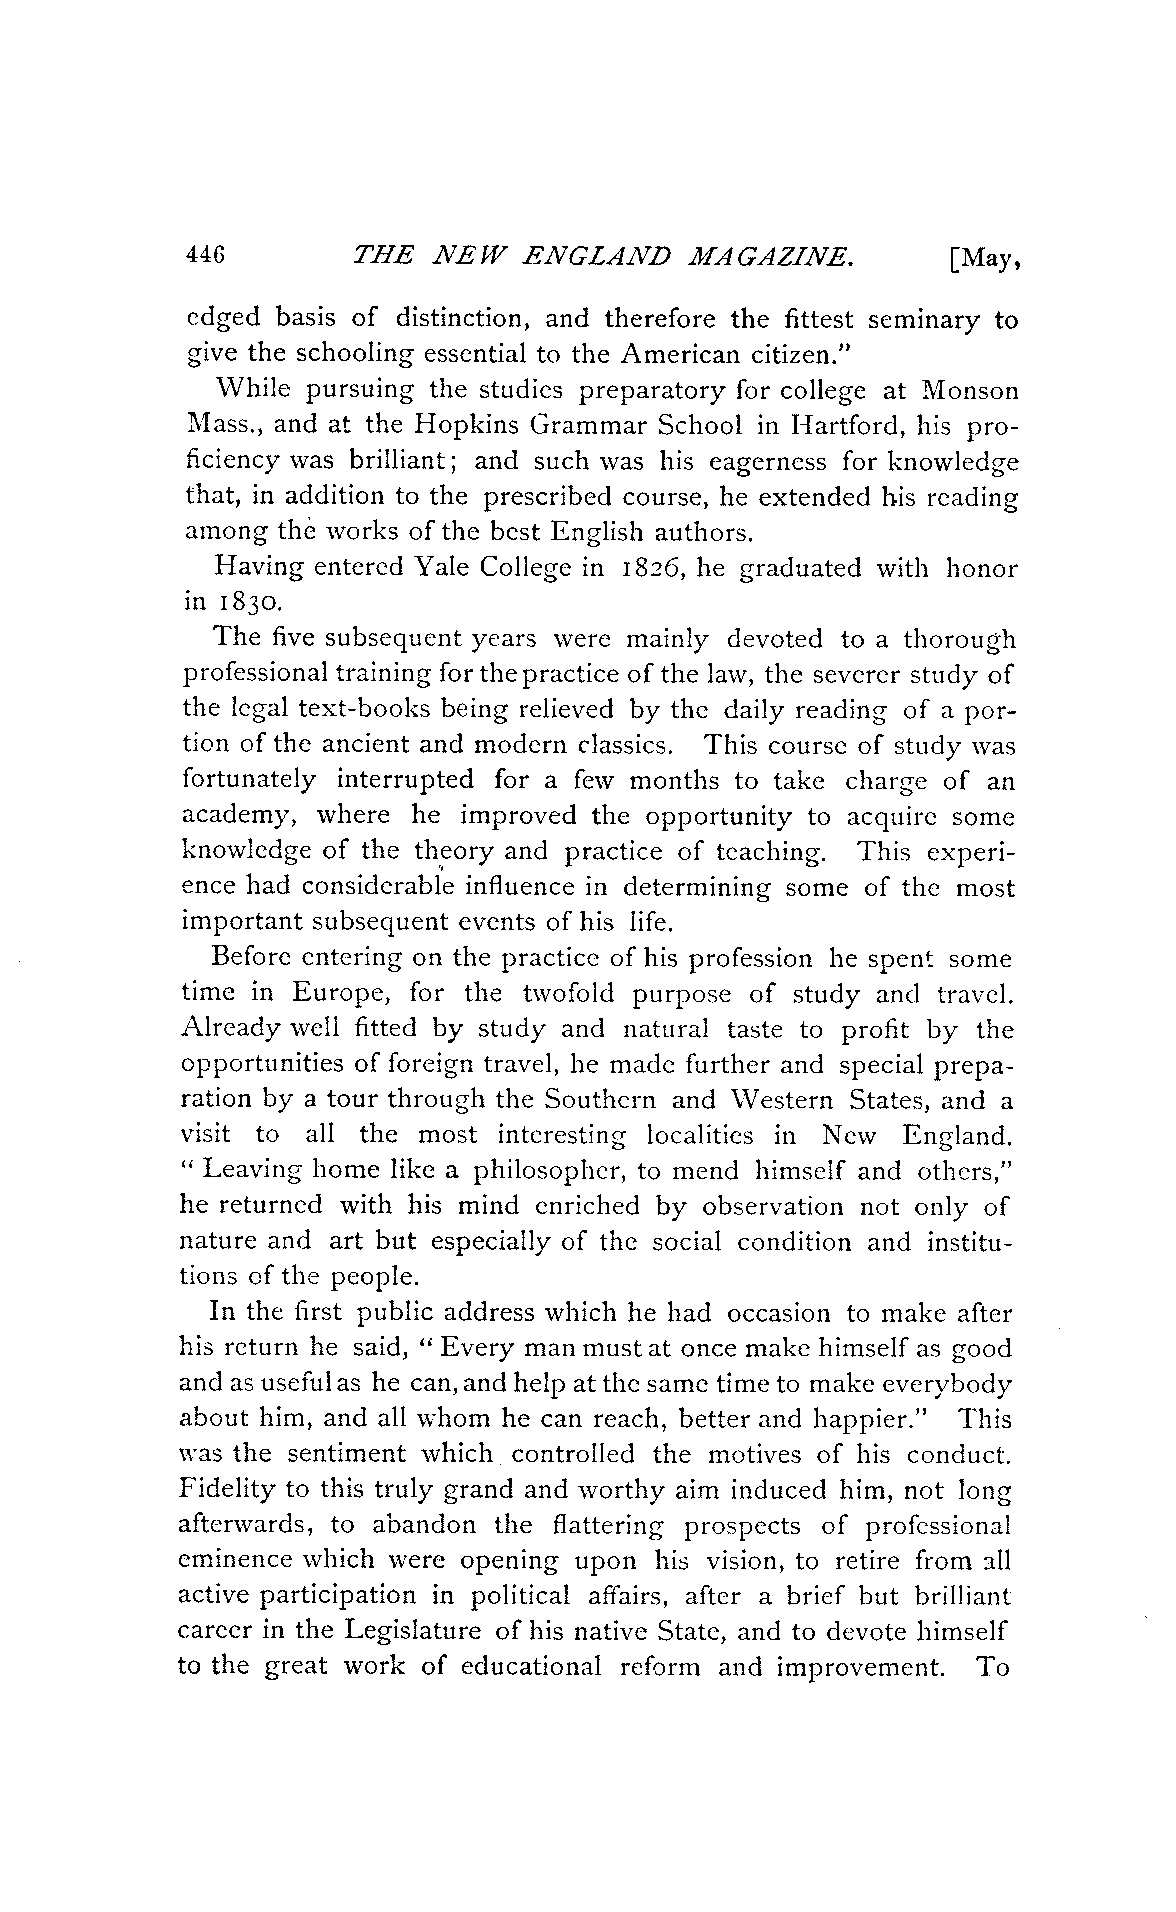 446 THE NEW ENGLAND MAGAZINE. [May,
edged basis of distinction, and therefore the fittest seminary to
give the schooling essential to the American citizen."
While pursuing the studies preparatory for college at Monson
Mass., and at the Hopkins Grammar School in Hartford, his pro-
ficiency was brilliant; and such was his eagerness for knowledge
that, in addition to the prescribed course, he extended his reading
among the works of the best English authors.
Having entered Yale College in 1826, he graduated with honor
in 1830.
The five subsequent years were mainly devoted to a thorough
professional training for the practice of the law, the severer study of
the legal text-books being relieved by the daily reading of a por-
tion of the ancient and modern classics. This course of study was
fortunately interrupted for a few months to take charge of an
academy, where he improved the opportunity to acquire some
knowledge of the theory and practice of teaching. This experi-
ence had considerable influence in determining some of the most
important subsequent events of his life.
Before entering on the practice of his profession he spent some
time in Europe, for the twofold purpose of study and travel.
Already well fitted by study and natural taste to profit by the
opportunities of foreign travel, he made further and special prepa-
ration by a tour through the Southern and Western States, and a
visit to all the most interesting localities in New England.
" Leaving home like a philosopher, to mend himself and others,"
he returned with his mind enriched by observation not only of
nature and art but especially of the social condition and institu-
tions of the people.
In the first public address which he had occasion to make after
his return he said, " Every man must at once make himself as good
and as useful as he can, and help at the same time to make everybody
about him, and all whom he can reach, better and happier." This
was the sentiment which controlled the motives of his conduct.
Fidelity to this truly grand and worthy aim induced him, not long
afterwards, to abandon the flattering prospects of professional
eminence which were opening upon his vision, to retire from all
active participation in political affairs, after a brief but brilliant
career in the Legislature of his native State, and to devote himself
to the great work of educational reform and improvement. To